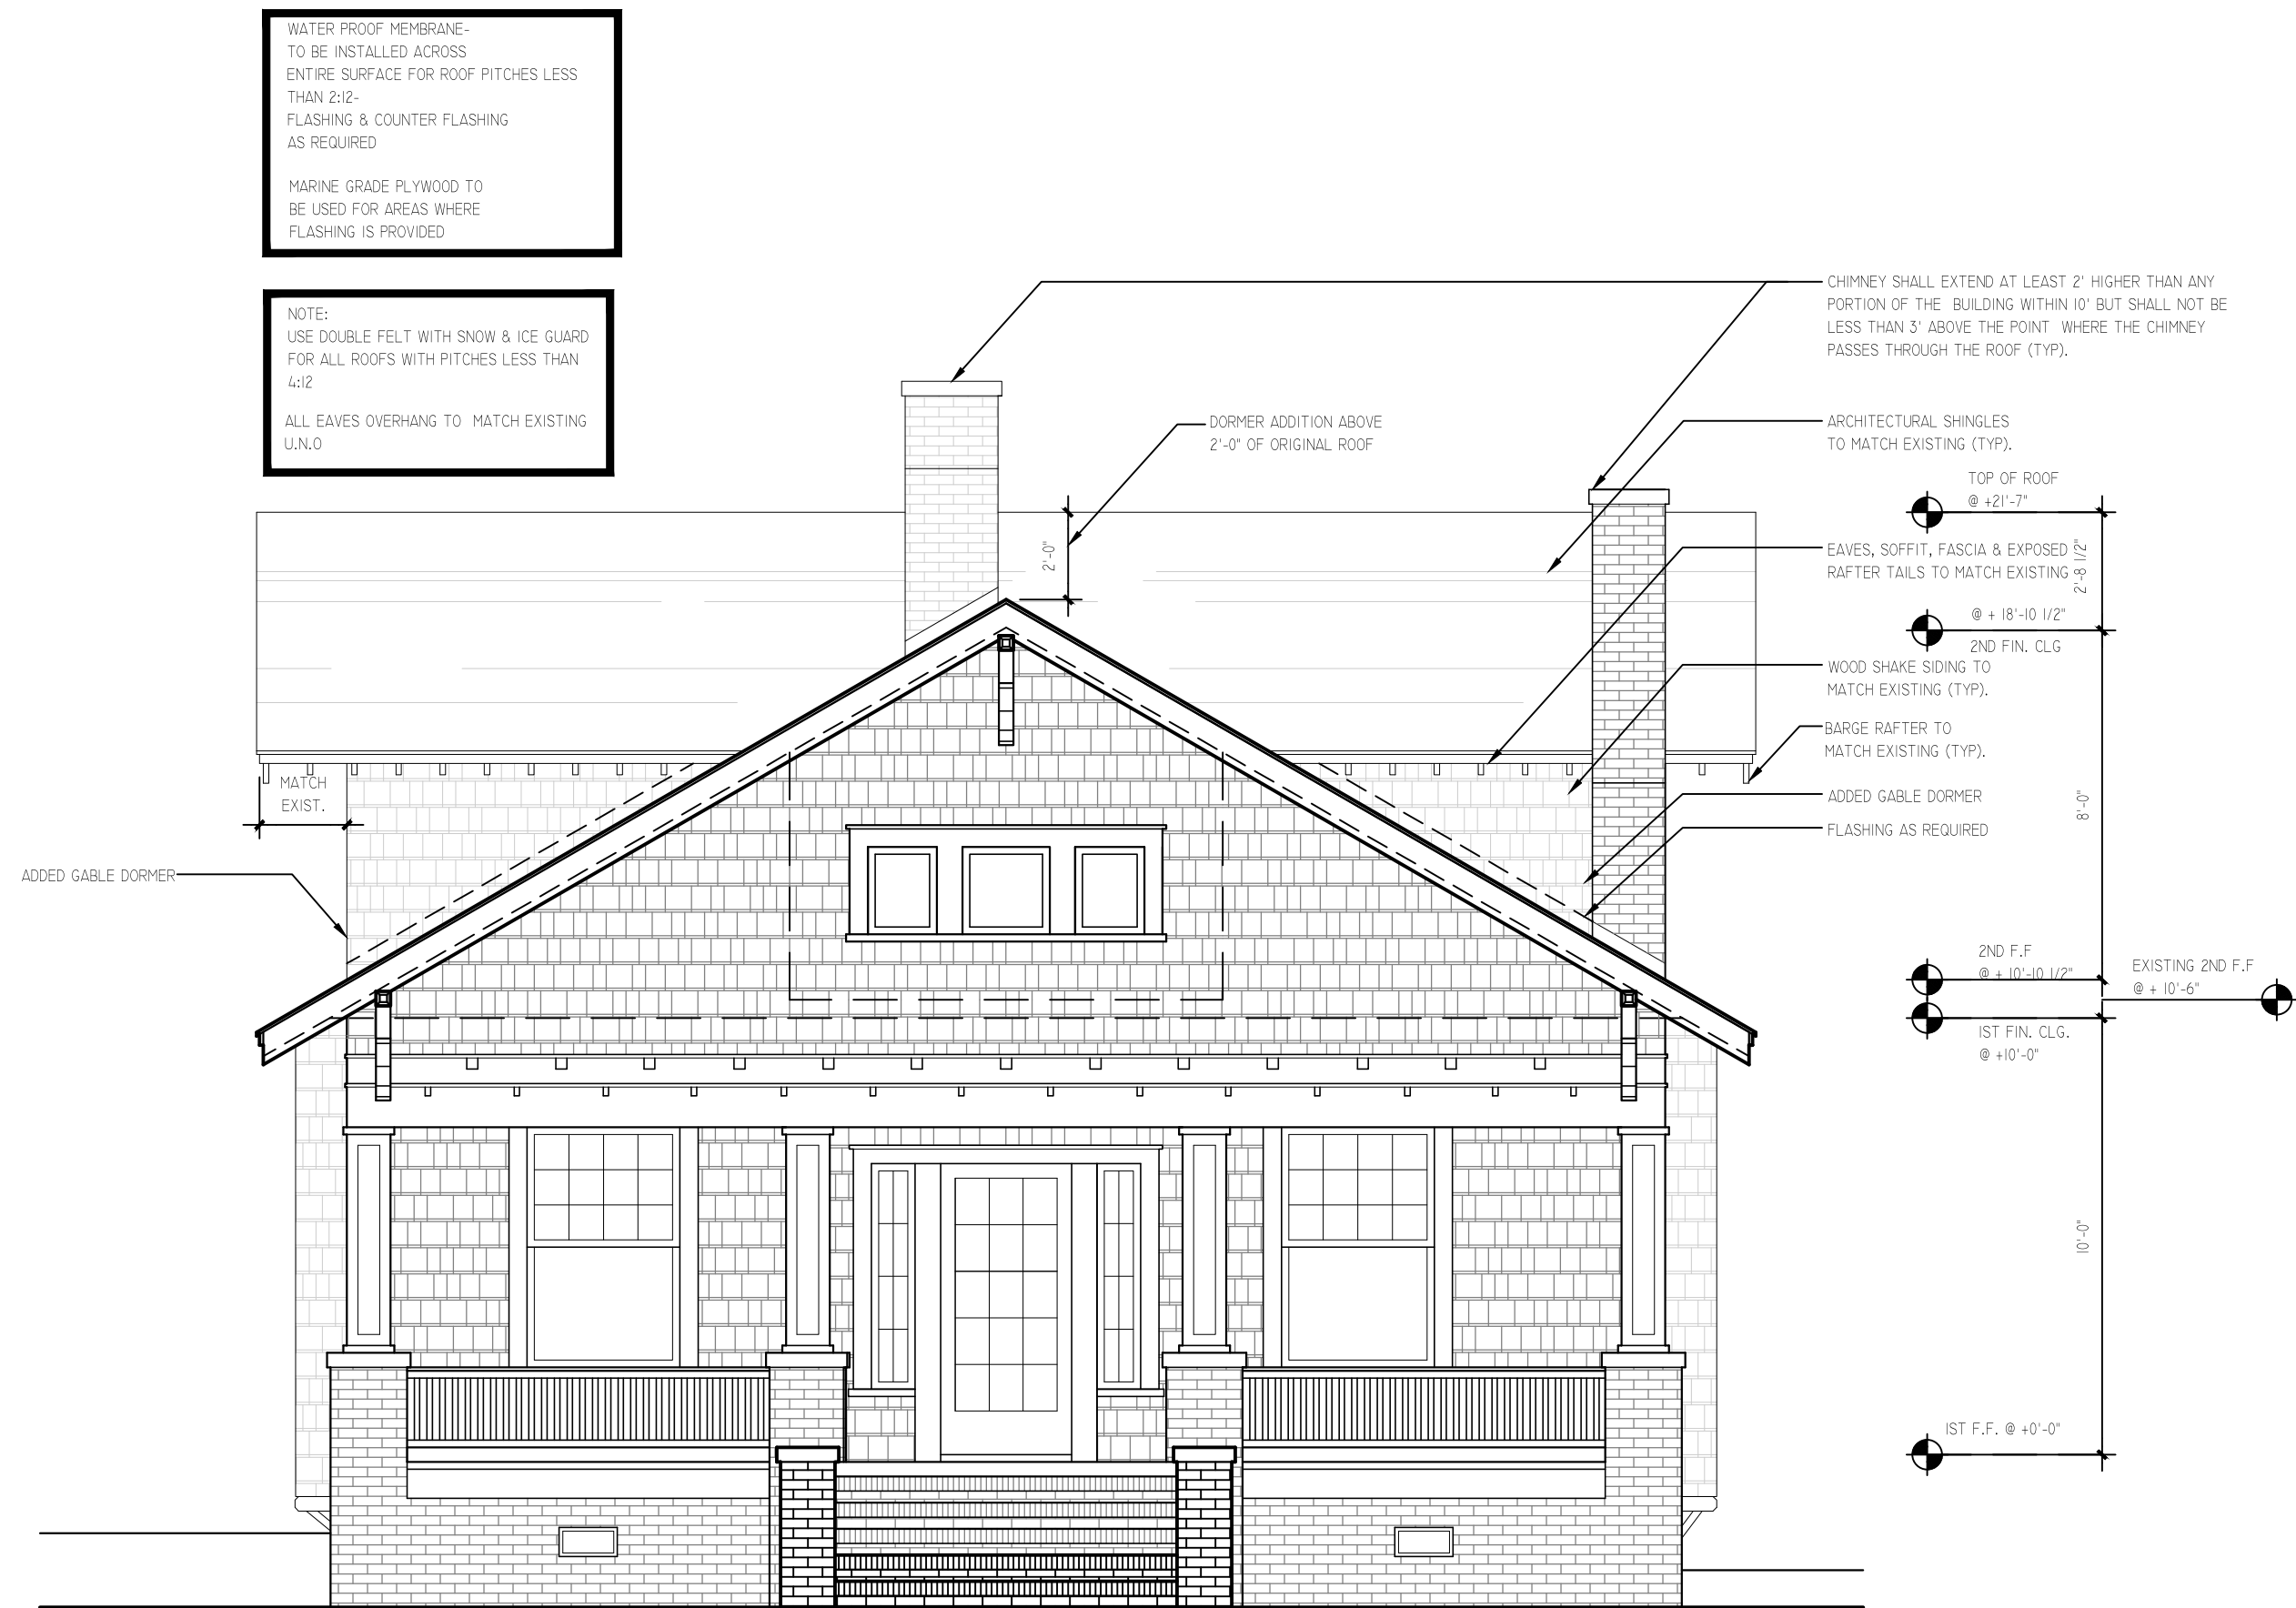 WATER PROOF MEMBRANE-
TO BE INSTALLED ACROSS
ENTIRE SURFACE FOR ROOF PITCHES LESS
THAN 2:12-
FLASHING & COUNTER FLASHING
AS REQUIRED
MARINE GRADE PLYWOOD TO
BE USED FOR AREAS WHERE
FLASHING IS PROVIDED
NOTE:
USE DOUBLE FELT WITH SNOW & ICE GUARD
FOR ALL ROOFS WITH PITCHES LESS THAN
4:12
ALL EAVES OVERHANG TO MATCH EXISTING
U.N.O
CHIMNEY SHALL EXTEND AT LEAST 2' HIGHER THAN ANY
PORTION OF THE BUILDING WITHIN 10' BUT SHALL NOT BE
LESS THAN 3' ABOVE THE POINT WHERE THE CHIMNEY
PASSES THROUGH THE ROOF (TYP).
DORMER ADDITION ABOVE
2'-0" OF ORIGINAL ROOF
2'-0"
ARCHITECTURAL SHINGLES
TO MATCH EXISTING (TYP).
EAVES, SOFFIT, FASCIA & EXPOSED
RAFTER TAILS TO MATCH EXISTING
WOOD SHAKE SIDING TO
MATCH EXISTING (TYP).
BARGE RAFTER TO
MATCH EXISTING (TYP).
ADDED GABLE DORMER
FLASHING AS REQUIRED
MATCH
EXIST.
ADDED GABLE DORMER
TOP OF ROOF
@ +21'-7"
2'-8 1/2"
@ + 18'-10 1/2"
2ND FIN. CLG
8'-0"
2ND F.F
@ + 10'-10 1/2"
EXISTING 2ND F.F
@ + 10'-6"
1ST FIN. CLG.
@ +10'-0"
10'-0"
1ST F.F. @ +0'-0"